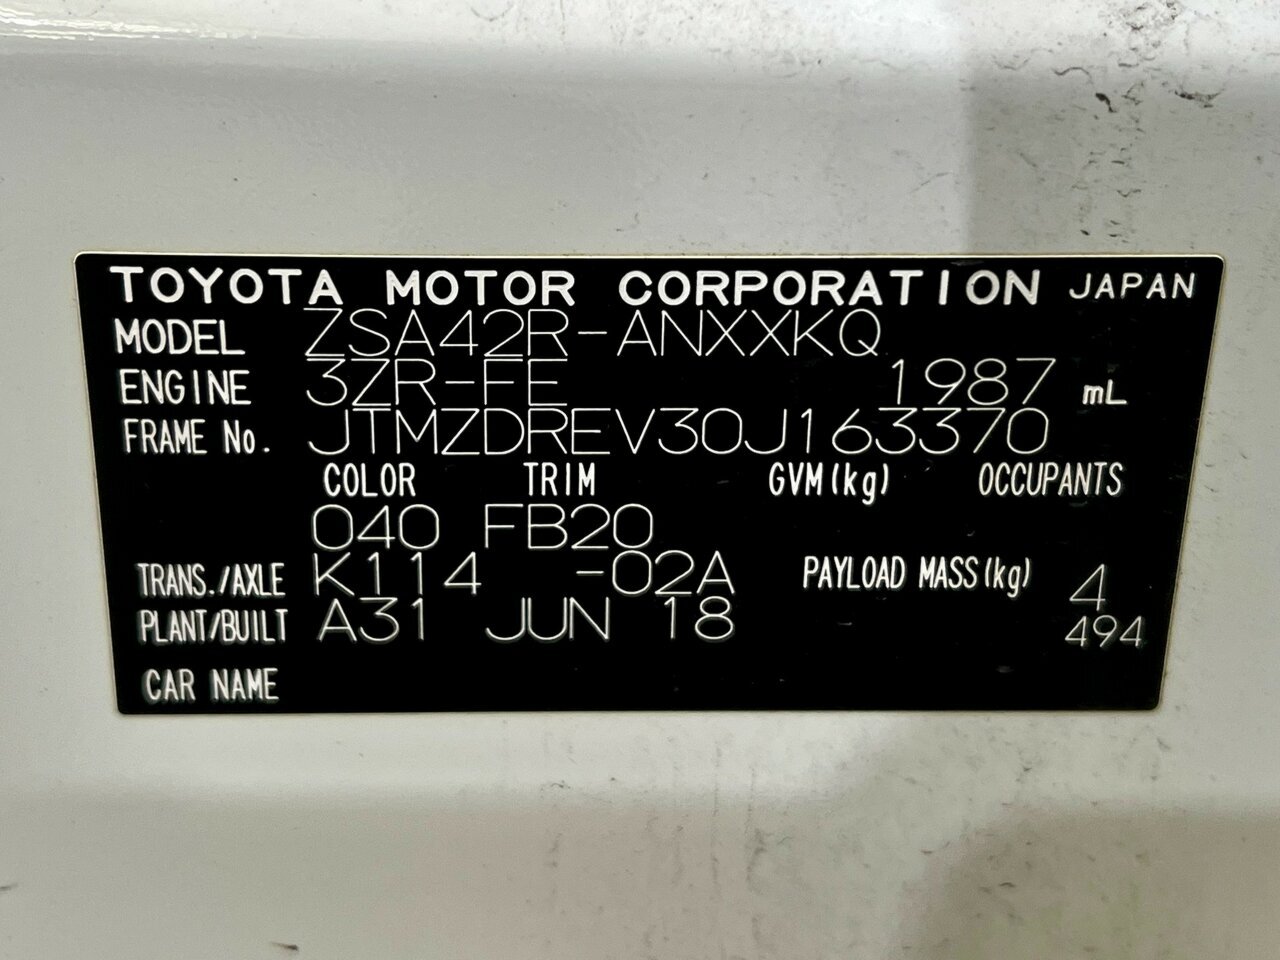 TOYOTA MOTOR CORPORATION JAPAN
MODEL ZSA42R-ANXXKQ
ENGINE 3ZR-FE 1987 mL
FRAME No. JTMZDREV30J163370
COLOR TRIM GVM(kg) OCCUPANTS
040 FB20
TRANS./AXLE K114 -02A PAYLOAD MASS(kg) 4
PLANT/BUILT A31 JUN 18 494
CAR NAME